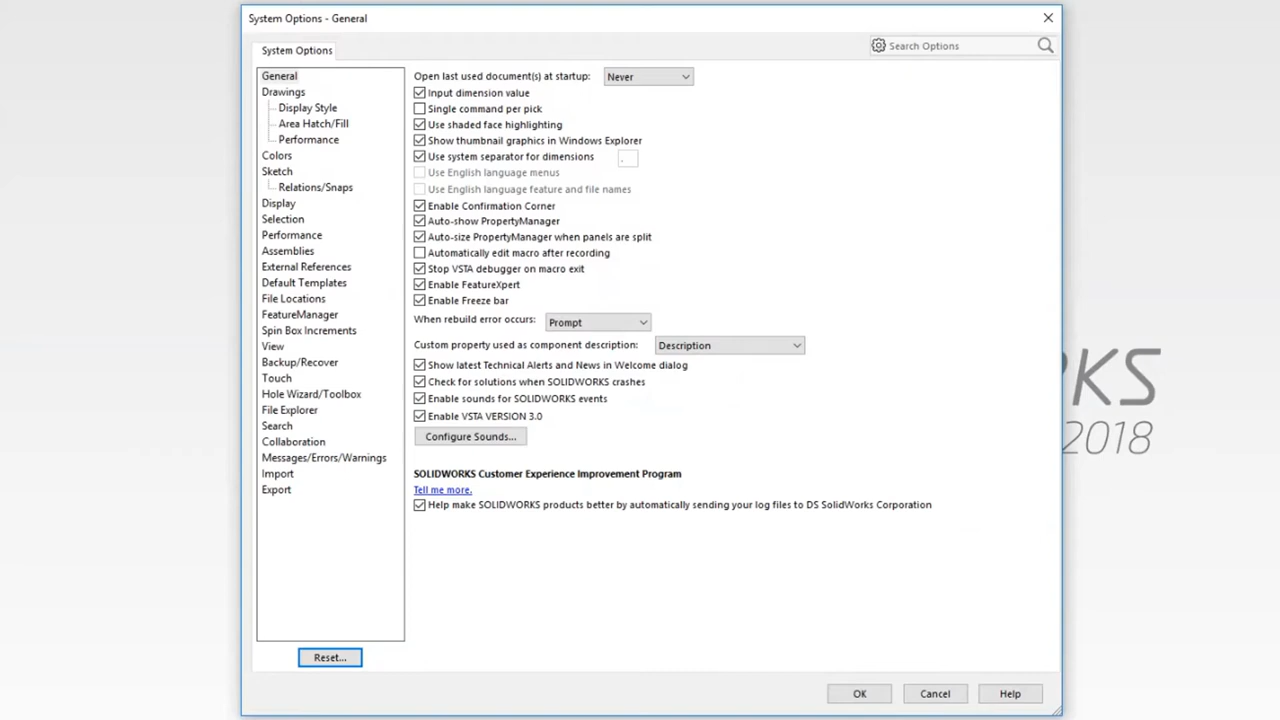 System Options - General
Search Options
System Options
General
Drawings
Display Style
Area Hatch/Fill
Performance
Colors
Sketch
Relations/Snaps
Display
Selection
Performance
Assemblies
External References
Default Templates
File Locations
FeatureManager
Spin Box Increments
View
Backup/Recover
Touch
Hole Wizard/Toolbox
File Explorer
Search
Collaboration
Messages/Errors/Warnings
Import
Export
Reset...
Open last used document(s) at startup: Never
Input dimension value
Single command per pick
Use shaded face highlighting
Show thumbnail graphics in Windows Explorer
Use system separator for dimensions .
Use English language menus
Use English language feature and file names
Enable Confirmation Corner
Auto-show PropertyManager
Auto-size PropertyManager when panels are split
Automatically edit macro after recording
Stop VSTA debugger on macro exit
Enable FeatureXpert
Enable Freeze bar
When rebuild error occurs: Prompt
Custom property used as component description: Description
Show latest Technical Alerts and News in Welcome dialog
Check for solutions when SOLIDWORKS crashes
Enable sounds for SOLIDWORKS events
Enable VSTA VERSION 3.0
Configure Sounds...
SOLIDWORKS Customer Experience Improvement Program
Tell me more.
Help make SOLIDWORKS products better by automatically sending your log files to DS SolidWorks Corporation
OK Cancel Help
KS
2018